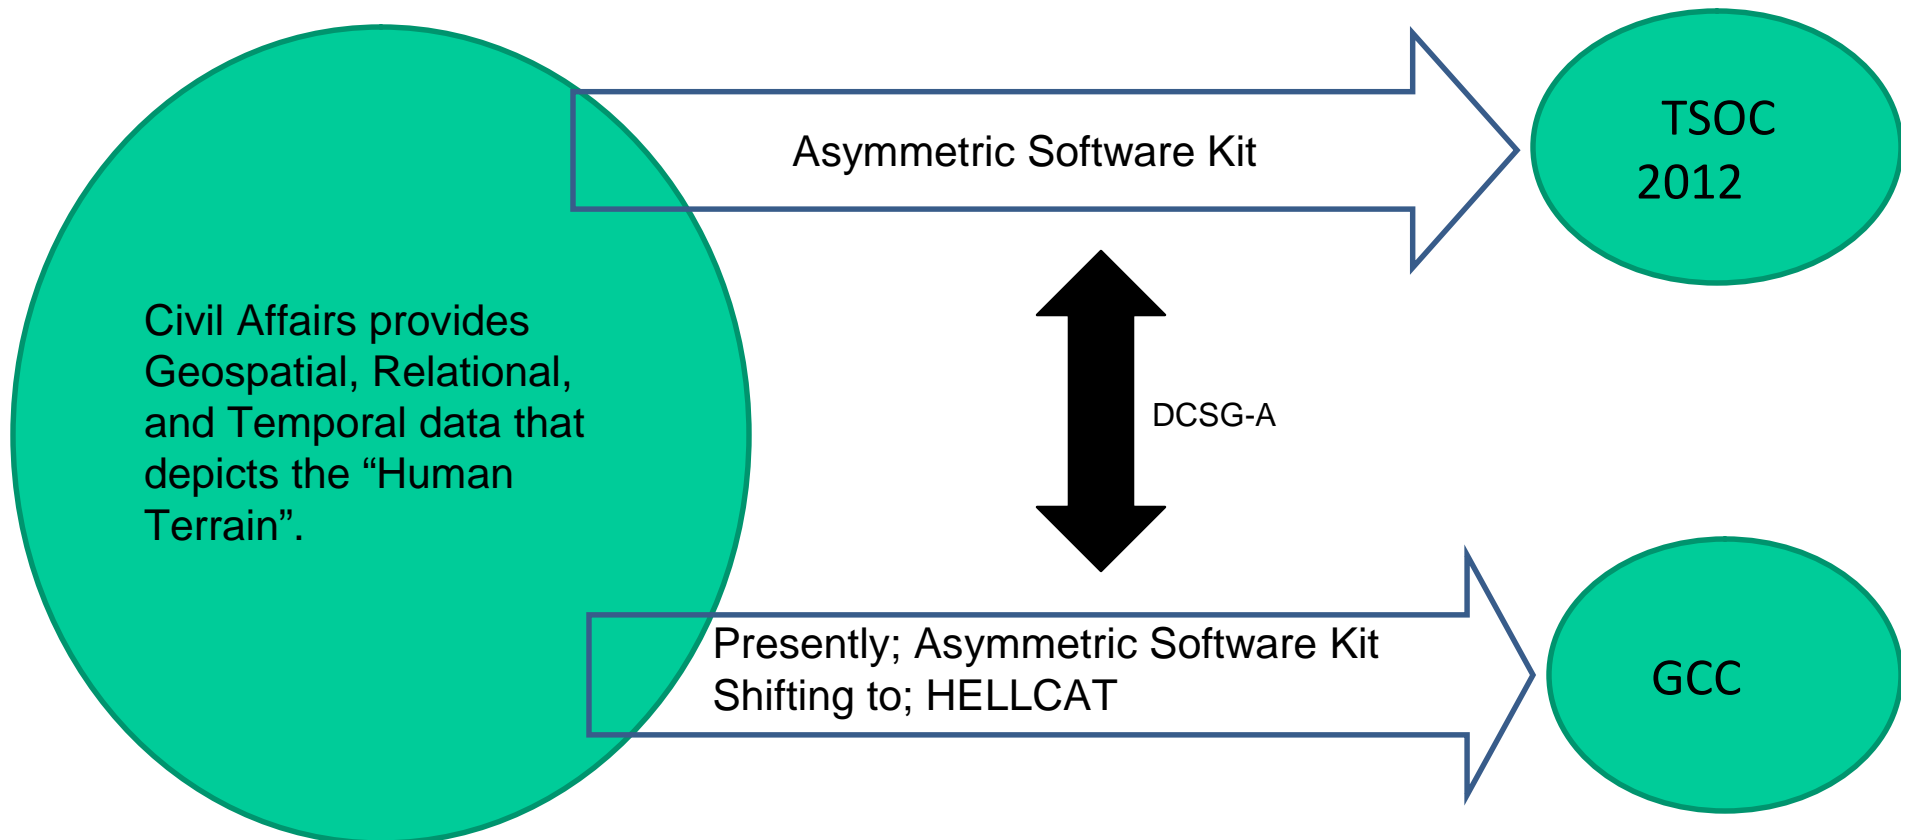 Asymmetric Software Kit
TSOC
2012
Civil Affairs provides
Geospatial, Relational,
and Temporal data that
depicts the “Human
Terrain”.
DCSG-A
Presently; Asymmetric Software Kit
Shifting to; HELLCAT
GCC